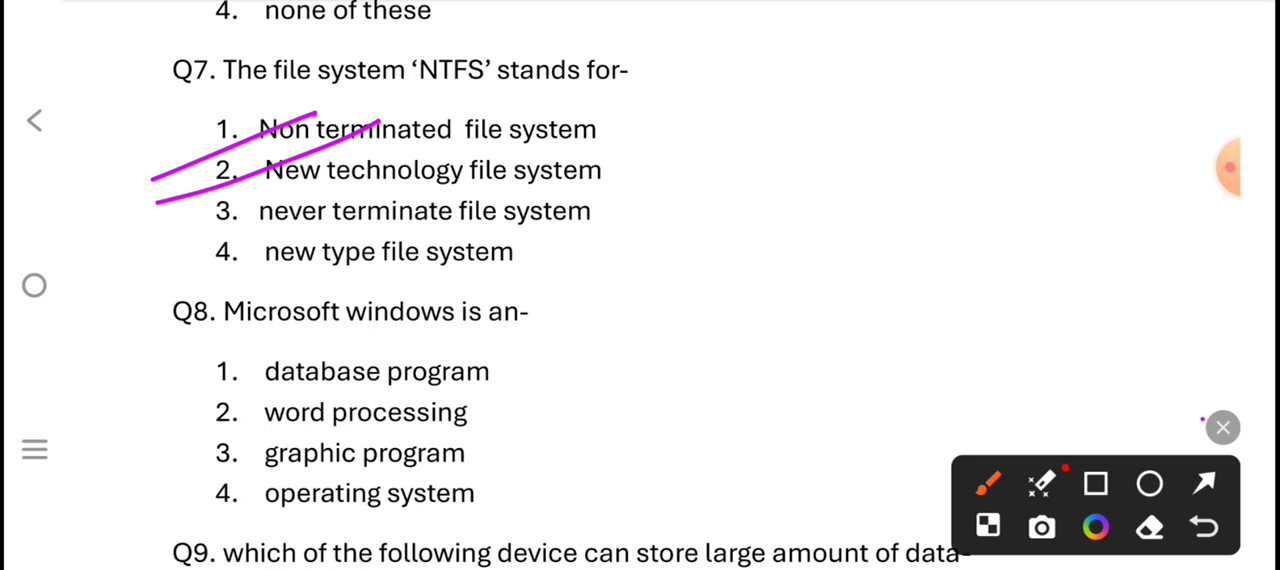 4. none of these
Q7. The file system ‘NTFS’ stands for-
1. Non terminated file system
2. New technology file system
3. never terminate file system
4. new type file system
Q8. Microsoft windows is an-
1. database program
2. word processing
3. graphic program
4. operating system
Q9. which of the following device can store large amount of data-